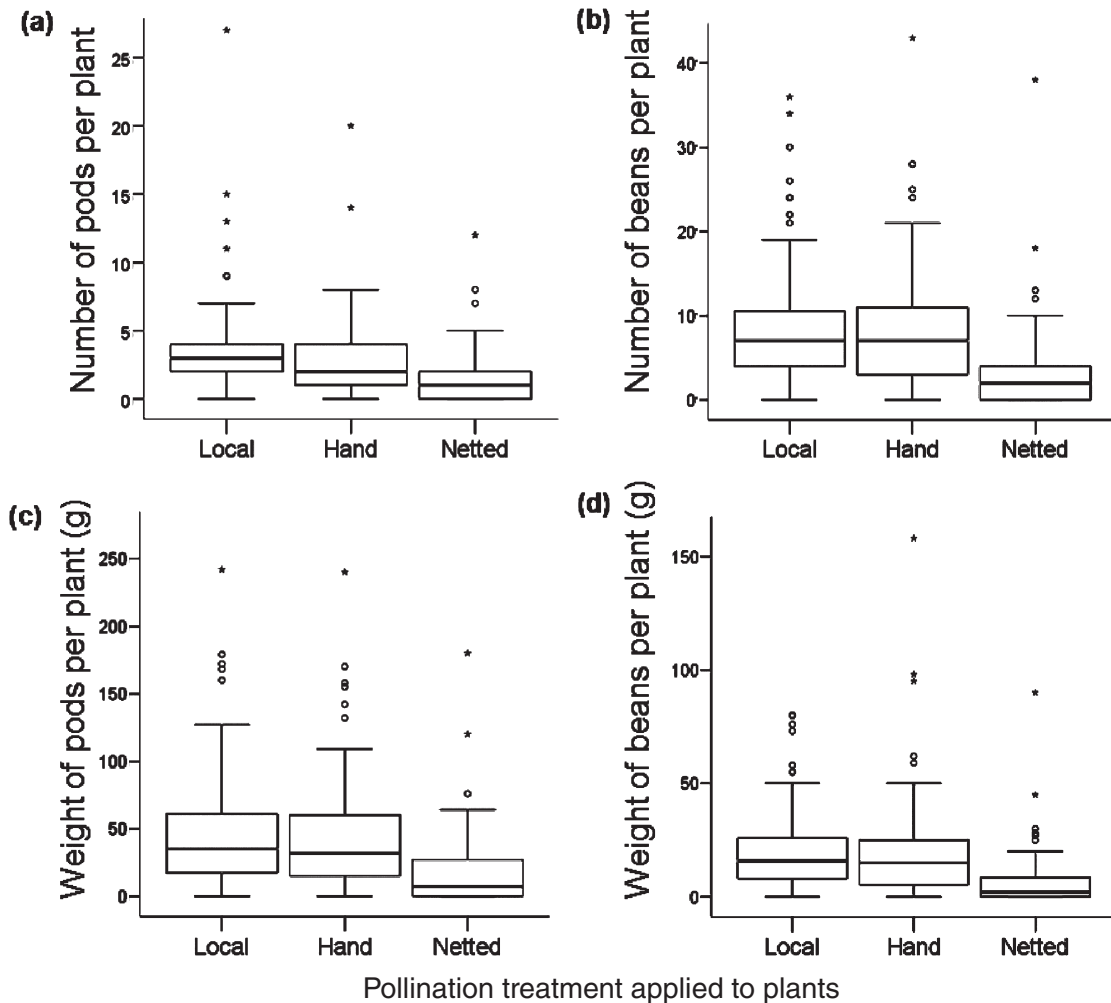 (a)
Number of pods per plant
25
20
15
10
5
0
Local Hand Netted
(b)
Number of beans per plant
40
30
20
10
0
Local Hand Netted
(c)
Weight of pods per plant (g)
250
200
150
100
50
0
Local Hand Netted
(d)
Weight of beans per plant (g)
150
100
50
0
Local Hand Netted
Pollination treatment applied to plants